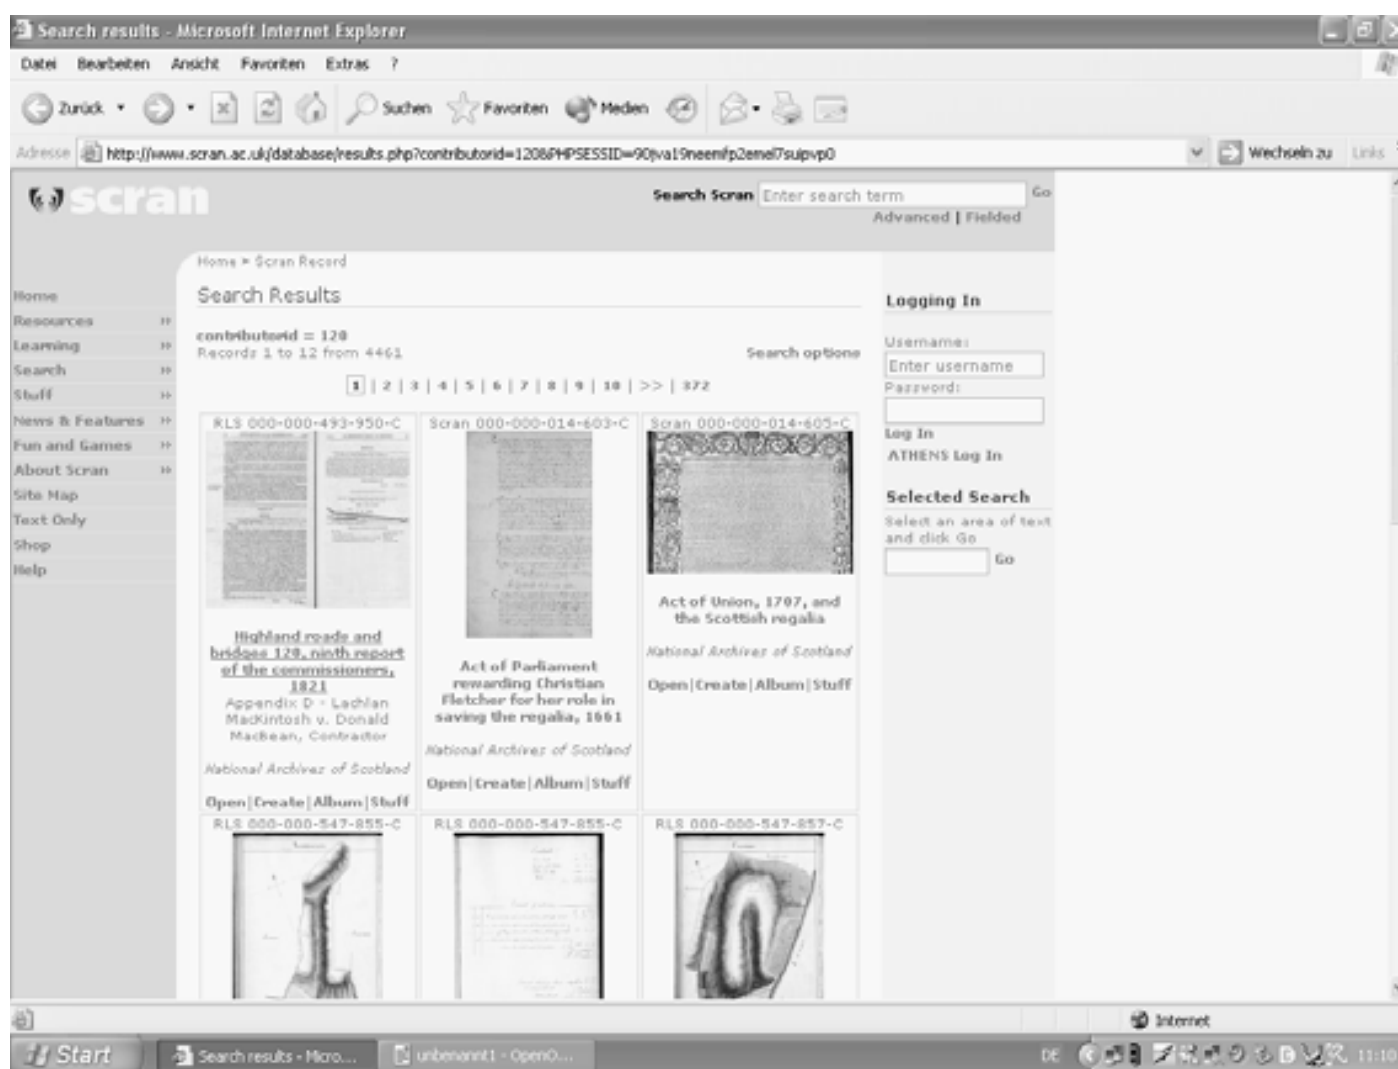 Search results - Microsoft Internet Explorer
Datei Bearbeiten Ansicht Favoriten Extras ?
Zurück Suchen Favoriten Medien
Adresse http://www.scran.ac.uk/database/results.php?contributorid=120&PHPSESSID=90jva19neemfp2emel7suipvp0 Wechseln zu Links
scran
Search Scran Enter search term Go
Advanced | Fielded
Home » Scran Record
Search Results
contributorid = 120
Records 1 to 12 from 4461
Search options
1 | 2 | 3 | 4 | 5 | 6 | 7 | 8 | 9 | 10 | >> | 372
Home
Resources »
Learning »
Search »
Stuff »
News & Features »
Fun and Games »
About Scran »
Site Map
Text Only
Shop
Help
RLS 000-000-493-950-C
Highland roads and
bridges 120, ninth report
of the commissioners,
1821
Appendix D - Lachlan
MacKintosh v. Donald
MacBean, Contractor
National Archives of Scotland
Open|Create|Album|Stuff
Scran 000-000-014-603-C
Act of Parliament
rewarding Christian
Fletcher for her role in
saving the regalia, 1661
National Archives of Scotland
Open|Create|Album|Stuff
Scran 000-000-014-605-C
Act of Union, 1707, and
the Scottish regalia
National Archives of Scotland
Open|Create|Album|Stuff
RLS 000-000-547-855-C
RLS 000-000-547-855-C
RLS 000-000-547-857-C
Logging In
Username:
Enter username
Password:
Log In
ATHENS Log In
Selected Search
Select an area of text
and click Go
Go
Internet
Start Search results - Micro... unbenannt1 - OpenO... DE 11:10